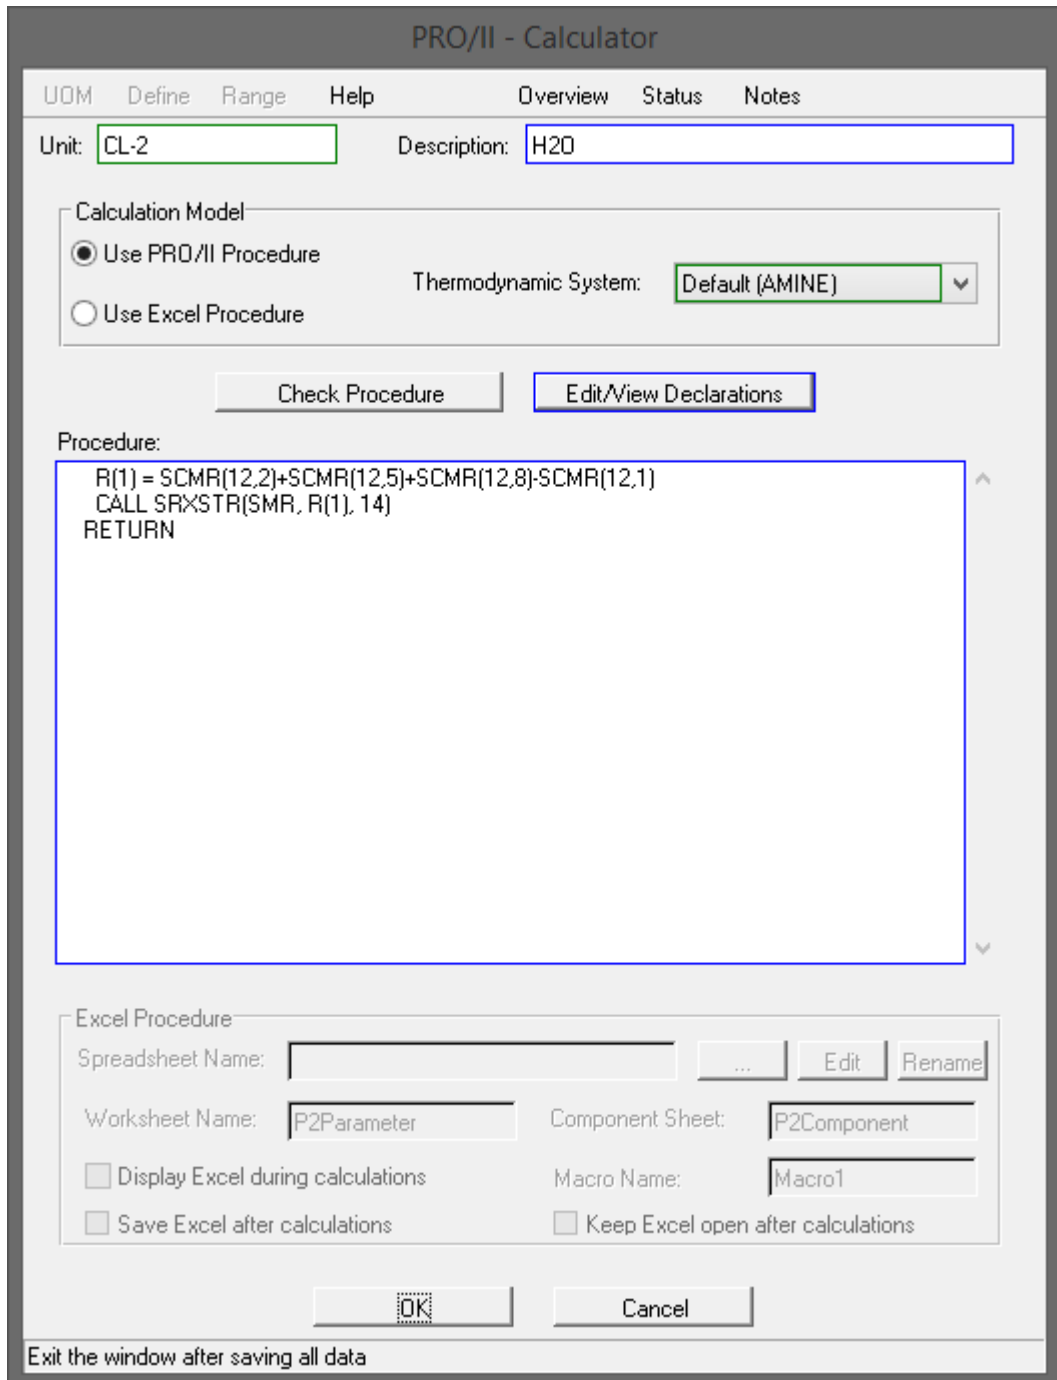 PRO/II - Calculator
UOM Define Range Help Overview Status Notes
Unit: CL-2 Description: H2O
Calculation Model
Use PRO/II Procedure
Thermodynamic System: Default (AMINE)
Use Excel Procedure
Check Procedure Edit/View Declarations
Procedure:
R(1) = SCMR(12,2)+SCMR(12,5)+SCMR(12,8)-SCMR(12,1)
CALL SRXSTR(SMR, R(1), 14)
RETURN
Excel Procedure
Spreadsheet Name: ... Edit Rename
Worksheet Name: P2Parameter Component Sheet: P2Component
Display Excel during calculations Macro Name: Macro1
Save Excel after calculations Keep Excel open after calculations
OK Cancel
Exit the window after saving all data